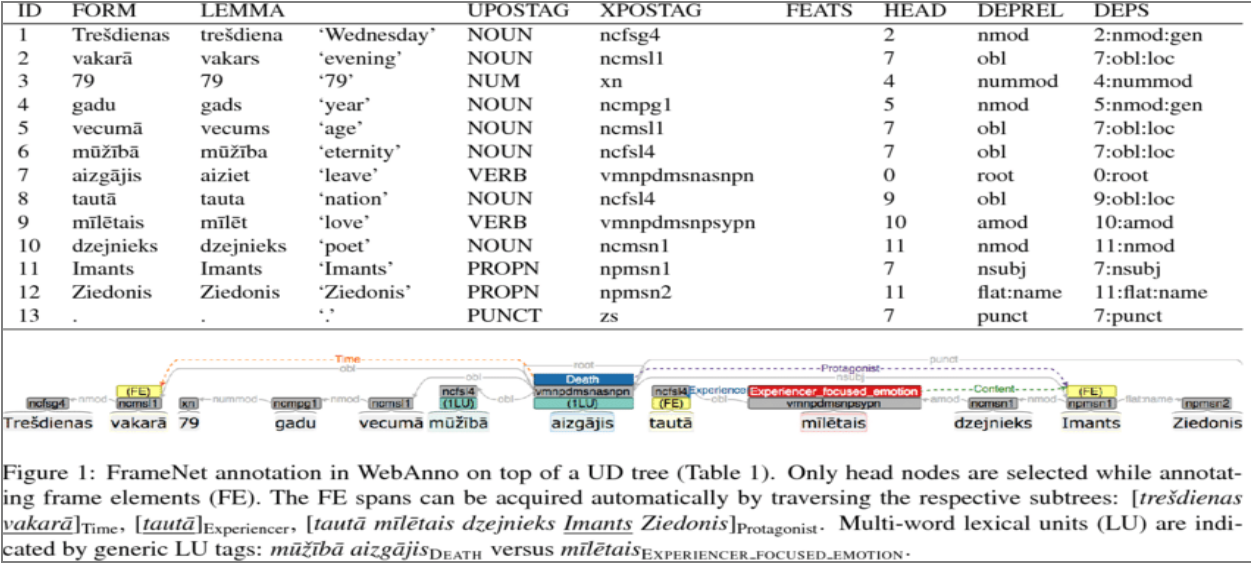 ID FORM LEMMA UPOSTAG XPOSTAG FEATS HEAD DEPREL DEPS
1 Trešdienas trešdiena ‘Wednesday’ NOUN ncfsg4 2 nmod 2:nmod:gen
2 vakarā vakars ‘evening’ NOUN ncmsl1 7 obl 7:obl:loc
3 79 79 ‘79’ NUM xn 4 nummod 4:nummod
4 gadu gads ‘year’ NOUN ncmpg1 5 nmod 5:nmod:gen
5 vecumā vecums ‘age’ NOUN ncmsl1 7 obl 7:obl:loc
6 mūžībā mūžība ‘eternity’ NOUN ncfsl4 7 obl 7:obl:loc
7 aizgājis aiziet ‘leave’ VERB vmnpdmsnasnpn 0 root 0:root
8 tautā tauta ‘nation’ NOUN ncfsl4 9 obl 9:obl:loc
9 mīlētais mīlēt ‘love’ VERB vmnpdmsnpsypn 10 amod 10:amod
10 dzejnieks dzejnieks ‘poet’ NOUN ncmsn1 11 nmod 11:nmod
11 Imants Imants ‘Imants’ PROPN npmsn1 7 nsubj 7:nsubj
12 Ziedonis Ziedonis ‘Ziedonis’ PROPN npmsn2 11 flat:name 11:flat:name
13 . . ‘.’ PUNCT zs 7 punct 7:punct
Time root punct
obl Protagonist
obl Death nsubj
(FE) ncfsl4 vmnpdmsnasnpn ncfsl4 Experiencer Experiencer_focused_emotion Content (FE)
ncfsg4 nmod ncmsl1 xn nummod ncmpg1 nmod ncmsl1 (1LU) obl (1LU) (FE) obl vmnpdmsnpsypn amod ncmsn1 nmod npmsn1 flat:name npmsn2
Trešdienas vakarā 79 gadu vecumā mūžībā aizgājis tautā mīlētais dzejnieks Imants Ziedonis
Figure 1: FrameNet annotation in WebAnno on top of a UD tree (Table 1). Only head nodes are selected while annotat-
ing frame elements (FE). The FE spans can be acquired automatically by traversing the respective subtrees: [trešdienas
vakarā]Time, [tautā]Experiencer, [tautā mīlētais dzejnieks Imants Ziedonis]Protagonist. Multi-word lexical units (LU) are indi-
cated by generic LU tags: mūžībā aizgājisDEATH versus mīlētaisEXPERIENCER_FOCUSED_EMOTION.